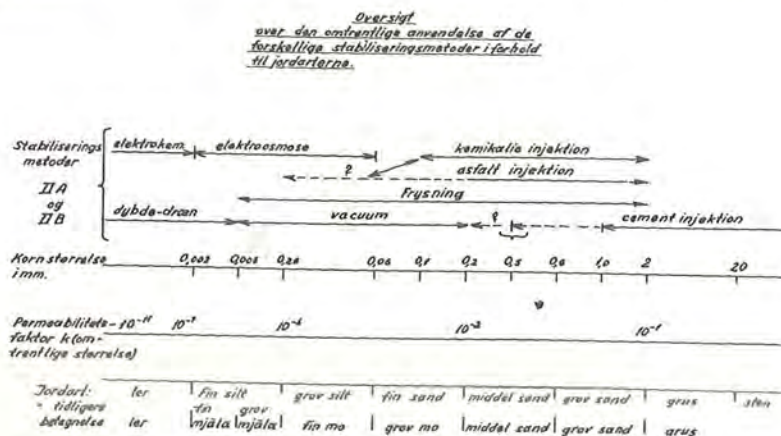 Oversigt
over den omtrentlige anvendelse af de
forskellige stabiliseringsmetoder i forhold
til jordarterne.
Stabiliserings elektrokem elektroosmose kemikalie injektion
metoder ? asfalt injektion
II A Frysning
og
II B dybde-dræn vacuum ? cement injektion
Korn størrelse 0,002 0,006 0,06 0,1 0,2 0,5 0,6 1,0 2 20
i mm.
Permeabilitets- 10⁻¹¹ 10⁻⁷ 10⁻⁵ 10⁻³ 10⁻¹
faktor k (om-
trentlige størrelse)
Jordart: ler fin silt grov silt fin sand middel sand grov sand grus sten
" tidligere fin grov
betegnelse ler mjäla mjäla fin mo grov mo middel sand grov sand grus